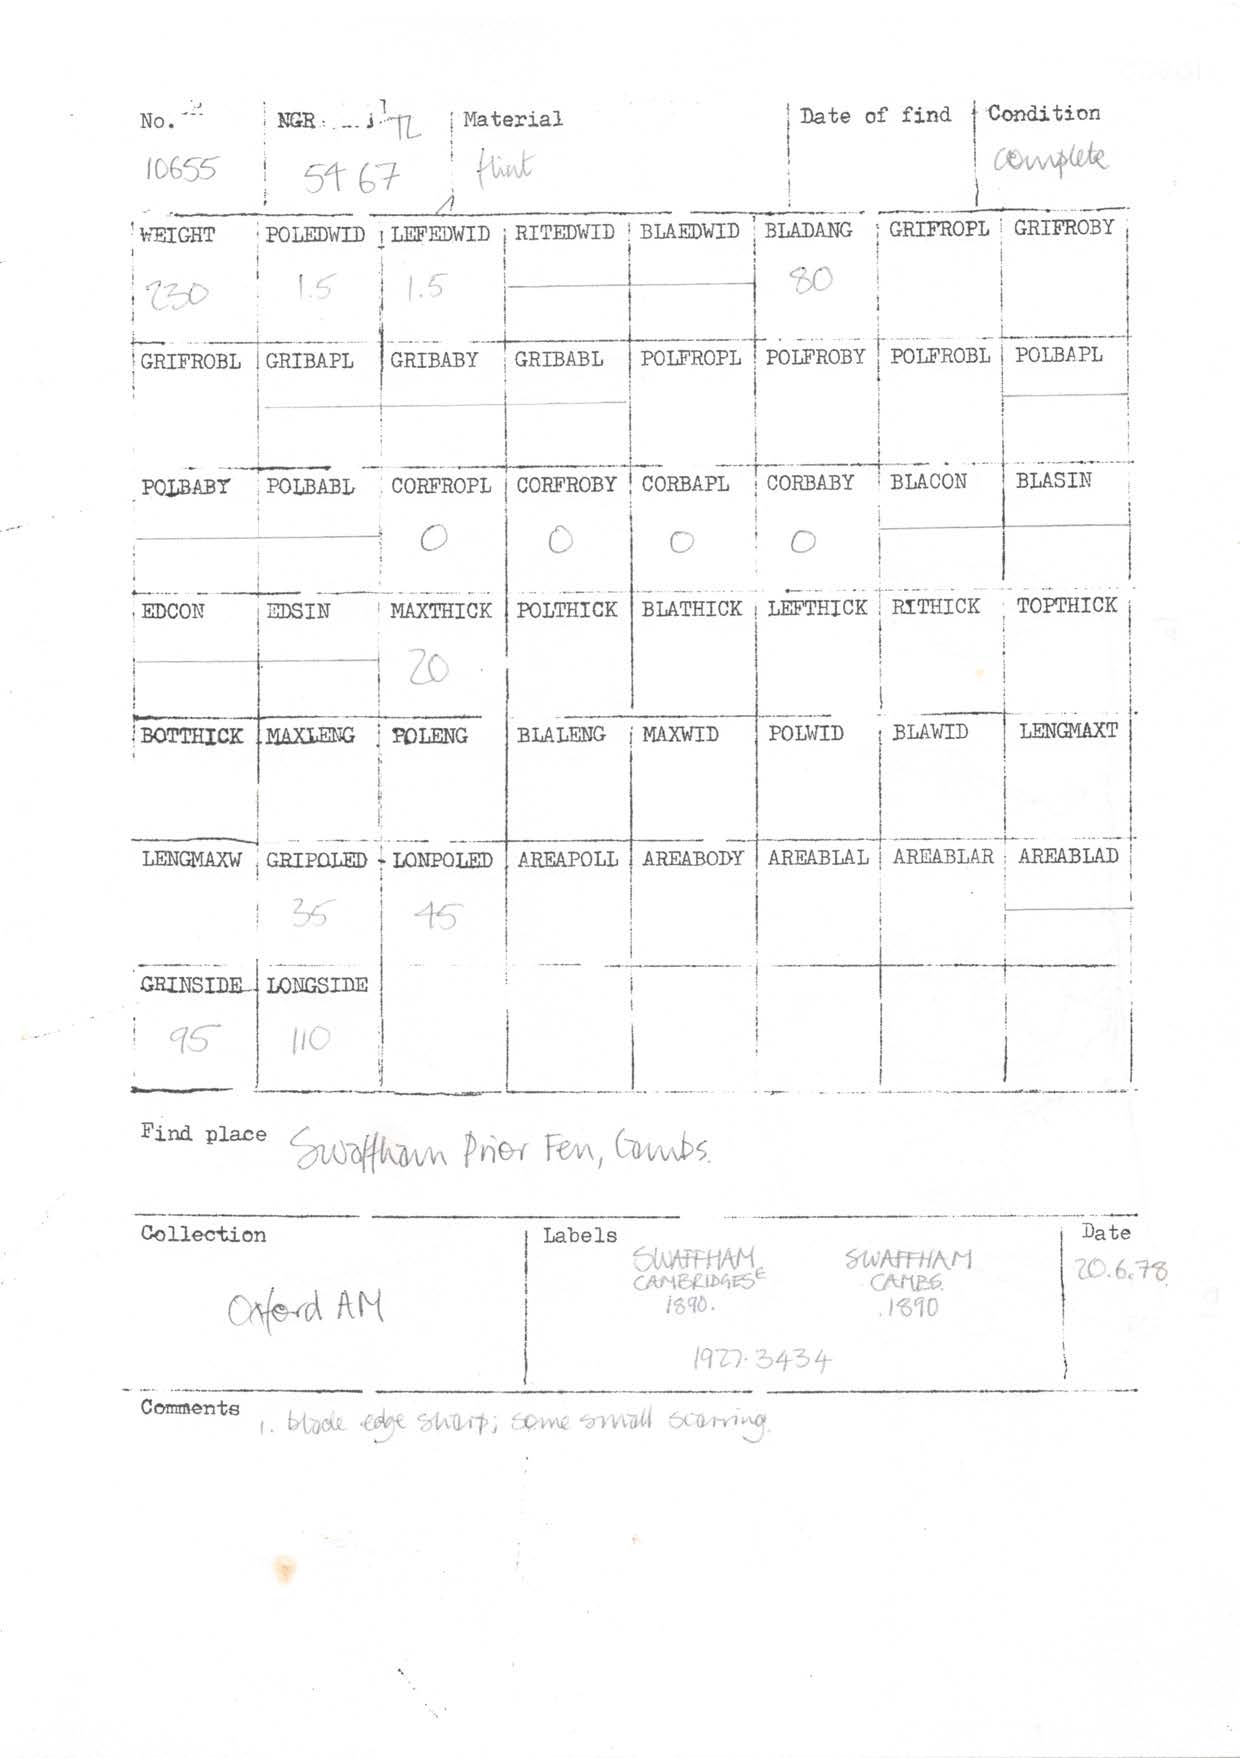 No. NGR: TL Material Date of find Condition
10655 5467 flint complete
WEIGHT POLEDWID LEFEDWID RITEDWID BLAEDWID BLADANG GRIFROPL GRIFROBY
230 1.5 1.5 80
GRIFROBL GRIBAPL GRIBABY GRIBABL POLFROPL POLFROBY POLFROBL POLBAPL
POLBABY POLBABL CORFROPL CORFROBY CORBAPL CORBABY BLACON BLASIN
0 0 0 0
EDCON EDSIN MAXTHICK POLTHICK BLATHICK LEFTHICK RITHICK TOPTHICK
20
BOTTHICK MAXLENG POLENG BLALENG MAXWID POLWID BLAWID LENGMAXT
LENGMAXW GRIPOLED LONPOLED AREAPOLL AREABODY AREABLAL AREABLAR AREABLAD
35 45
GRINSIDE LONGSIDE
95 110
Find place Swaffham Prior Fen, Cambs.
Collection Labels Date
Oxford AM
SWAFFHAM
CAMBRIDGESE
1890.
SWAFFHAM
CAMBS.
1890
1927.3434
20.6.78
Comments 1. blade edge sharp; some small scarring.